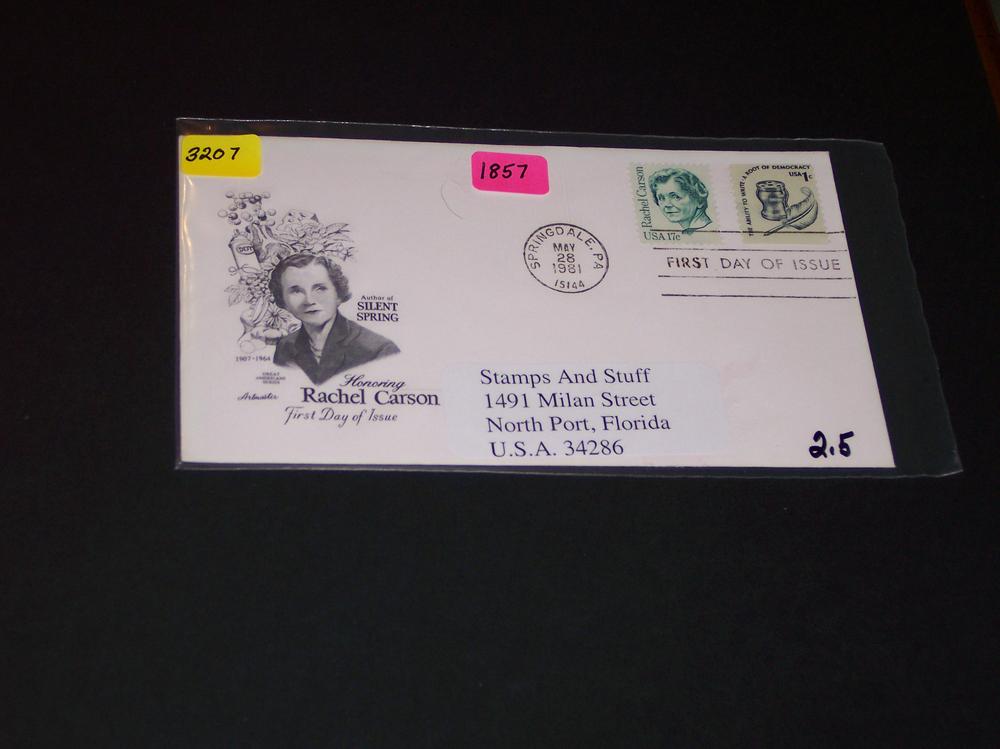 3207
1857
Rachel Carson
USA 17c
THE ABILITY TO WRITE · A ROOT OF DEMOCRACY
USA 1c
SPRINGDALE, PA
MAY
28
1981
15144
FIRST DAY OF ISSUE
Author of
SILENT
SPRING
1907-1964
GREAT
AMERICANS
SERIES
Artmaster
Honoring
Rachel Carson
First Day of Issue
Stamps And Stuff
1491 Milan Street
North Port, Florida
U.S.A. 34286
2.5